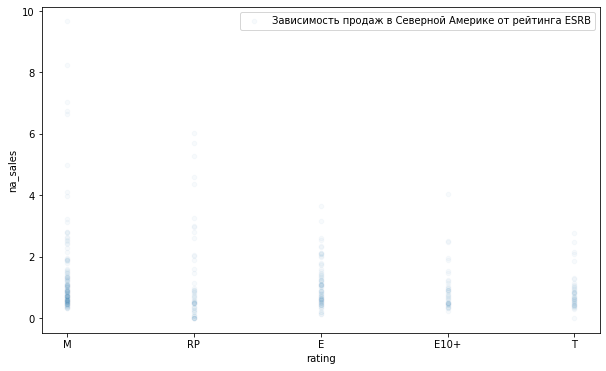 10
Зависимость продаж в Северной Америке от рейтинга ESRB
8
6
na_sales
4
2
0
M RP E E10+ T
rating